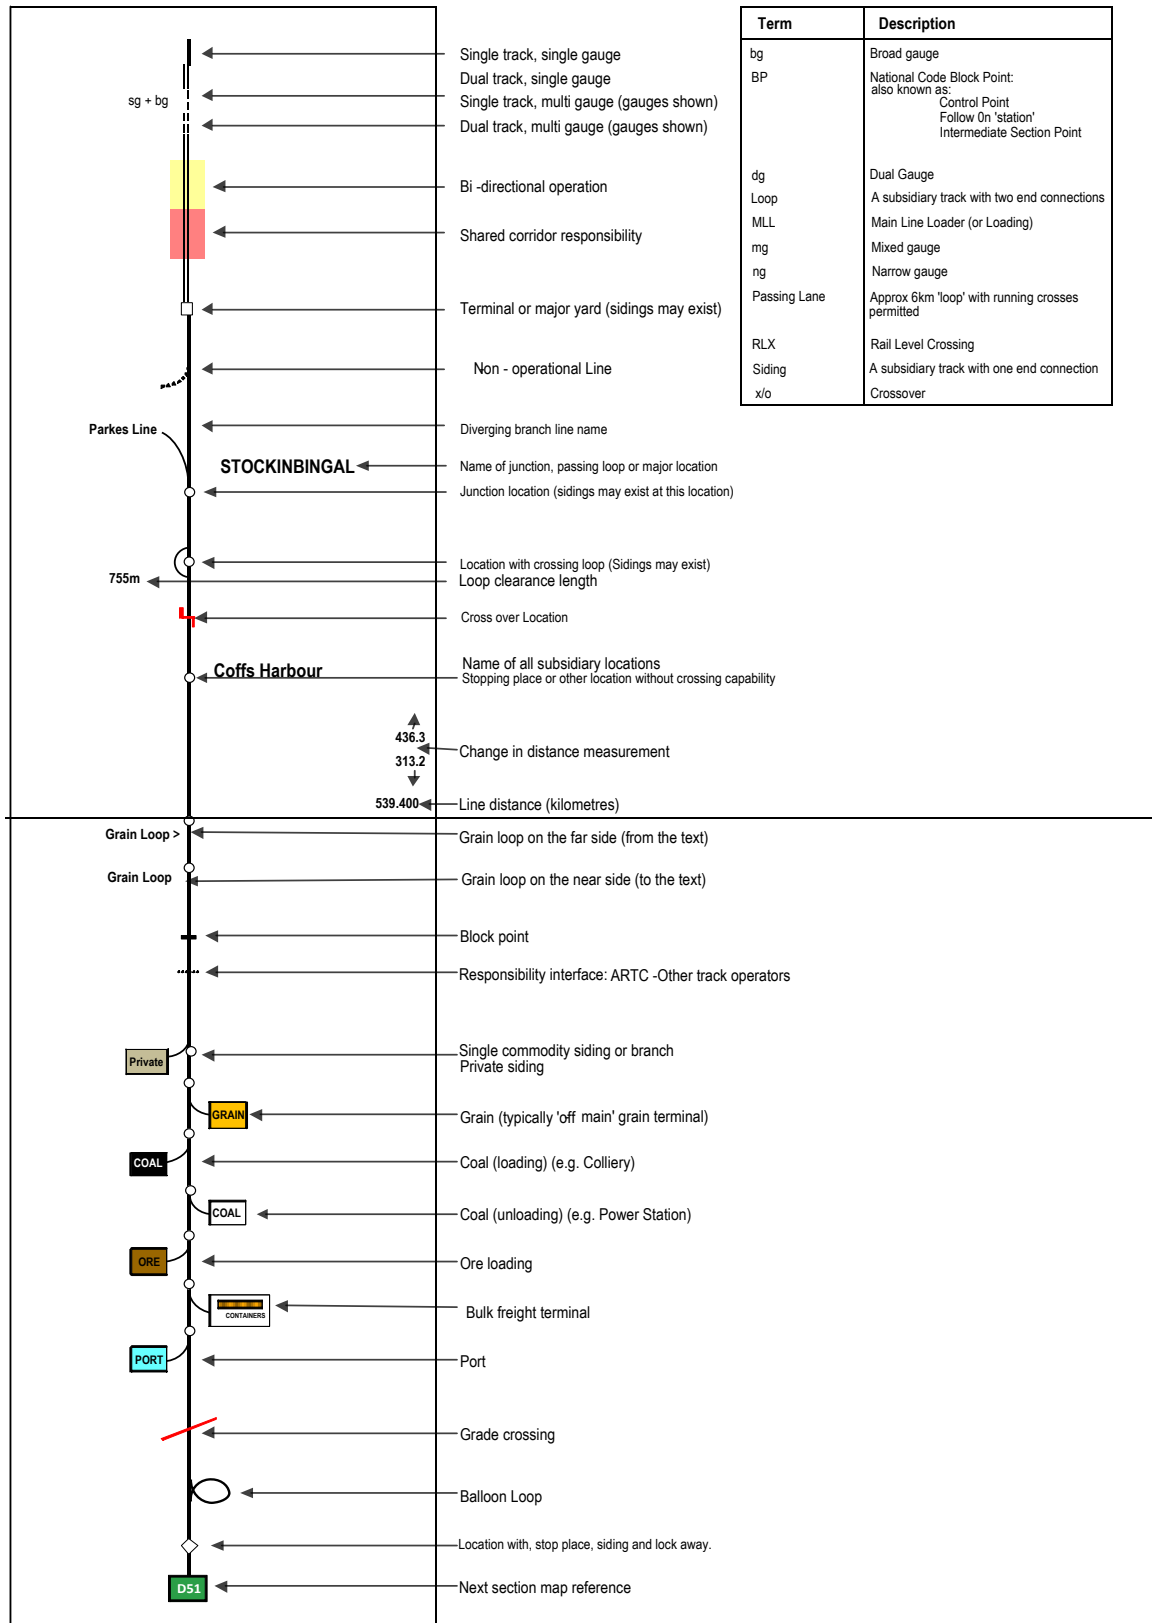 Single track, single gauge
Dual track, single gauge
sg + bg
Single track, multi gauge (gauges shown)
Dual track, multi gauge (gauges shown)
Bi -directional operation
Shared corridor responsibility
Terminal or major yard (sidings may exist)
Non - operational Line
Parkes Line
Diverging branch line name
STOCKINBINGAL
Name of junction, passing loop or major location
Junction location (sidings may exist at this location)
Location with crossing loop (Sidings may exist)
755m
Loop clearance length
Cross over Location
Coffs Harbour
Name of all subsidiary locations
Stopping place or other location without crossing capability
436.3
Change in distance measurement
313.2
539.400
Line distance (kilometres)
Grain Loop >
Grain loop on the far side (from the text)
Grain Loop
Grain loop on the near side (to the text)
Block point
Responsibility interface: ARTC -Other track operators
Private
Single commodity siding or branch
Private siding
GRAIN
Grain (typically 'off main' grain terminal)
COAL
Coal (loading) (e.g. Colliery)
COAL
Coal (unloading) (e.g. Power Station)
ORE
Ore loading
CONTAINERS
Bulk freight terminal
PORT
Port
Grade crossing
Balloon Loop
Location with, stop place, siding and lock away.
D51
Next section map reference
Term Description
bg Broad gauge
BP National Code Block Point:
also known as:
Control Point
Follow 0n 'station'
Intermediate Section Point
dg Dual Gauge
Loop A subsidiary track with two end connections
MLL Main Line Loader (or Loading)
mg Mixed gauge
ng Narrow gauge
Passing Lane Approx 6km 'loop' with running crosses
permitted
RLX Rail Level Crossing
Siding A subsidiary track with one end connection
x/o Crossover